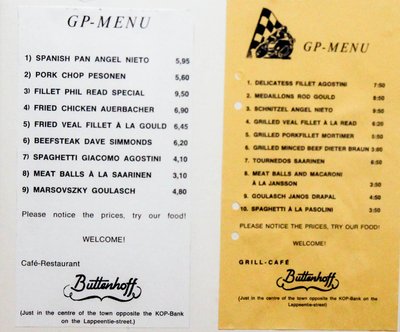 GP-MENU
1) SPANISH PAN ANGEL NIETO 5,95
2) PORK CHOP PESONEN 5,60
3) FILLET PHIL READ SPECIAL 9,50
4) FRIED CHICKEN AUERBACHER 6,90
5) FRIED VEAL FILLET À LA GOULD 6,45
6) BEEFSTEAK DAVE SIMMONDS 6,20
7) SPAGHETTI GIACOMO AGOSTINI 4,10
8) MEAT BALLS À LA SAARINEN 3,10
9) MARSOVSZKY GOULASCH 4,80
Please notice the prices, try our food!
WELCOME!
Café-Restaurant
Buttenhoff
(Just in the centre of the town opposite the KOP-Bank
on the Lappeentie-street.)
GP-MENU
1. DELICATESS FILLET AGOSTINI 7:50
2. MEDAILLONS ROD GOULD 8:50
3. SCHNITZEL ANGEL NIETO 9:50
4. GRILLED VEAL FILLET À LA READ 6:20
5. GRILLED PORKFILLET MORTIMER 5:50
6. GRILLED MINCED BEEF DIETER BRAUN 3:60
7. TOURNEDOS SAARINEN 6:50
8. MEAT BALLS AND MACARONI
À LA JANSSON 3:50
9. GOULASCH JANOS DRAPAL 4:50
10. SPAGHETTI À LA PASOLINI 3:50
Please notice the prices, TRY OUR FOOD!
WELCOME!
GRILL-CAFÉ
Buttenhoff
(Just in the centre of the town opposite the KOP-Bank
on the Lappeentie-street.)